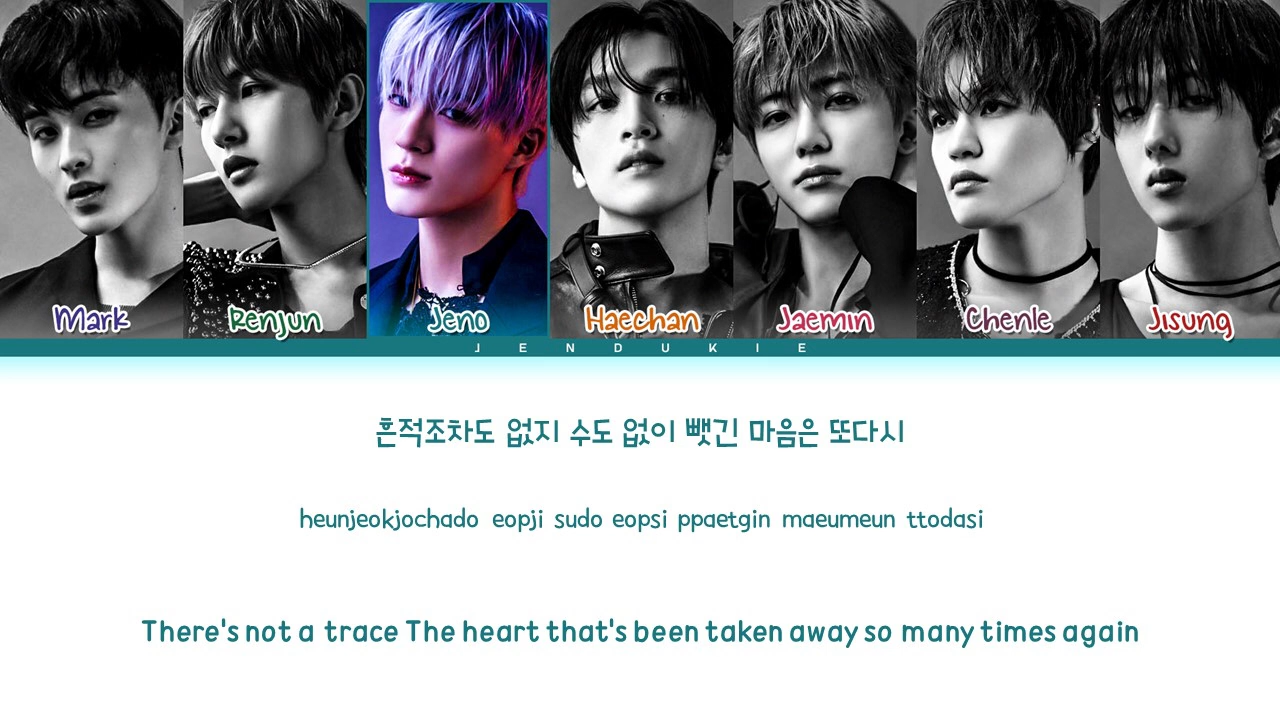 Mark Renjun Jeno Haechan Jaemin Chenle Jisung
JENDUKIE
흔적조차도 없지 수도 없이 뺏긴 마음은 또다시
heunjeokjochado eopji sudo eopsi ppaetgin maeumeun ttodasi
There's not a trace The heart that's been taken away so many times again